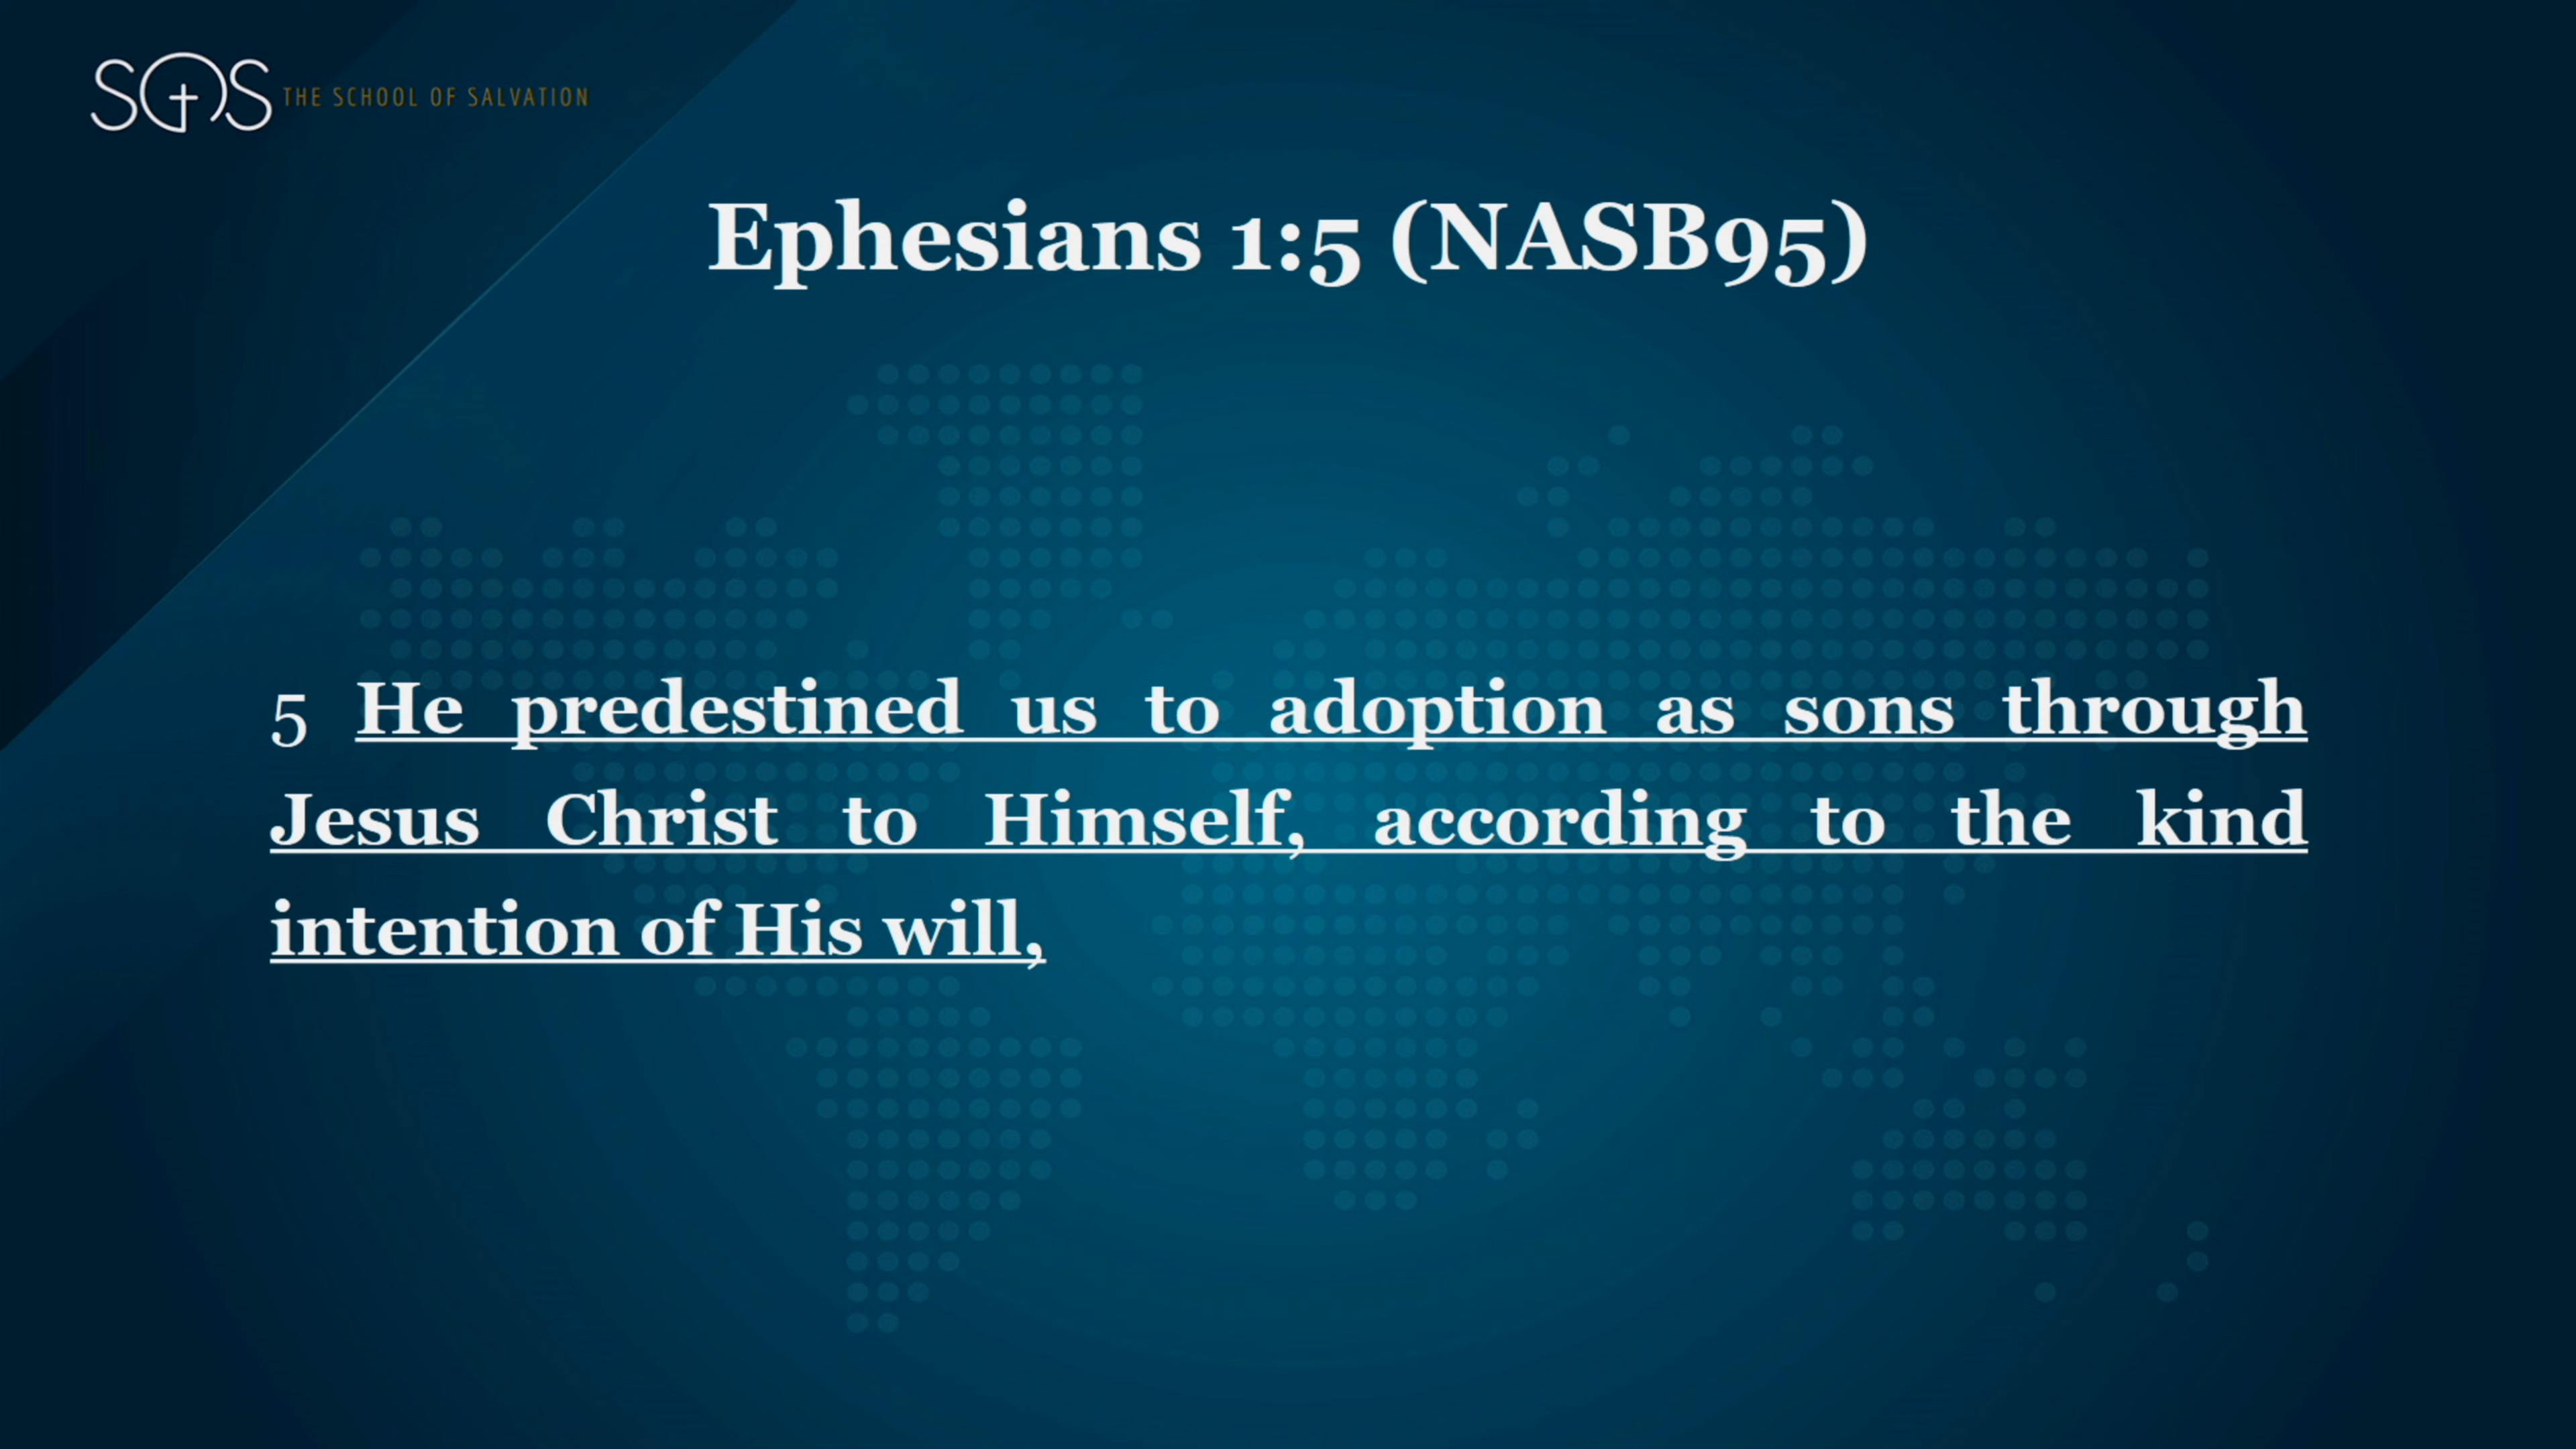 SOS THE SCHOOL OF SALVATION
Ephesians 1:5 (NASB95)
5 He predestined us to adoption as sons through
Jesus Christ to Himself, according to the kind
intention of His will,